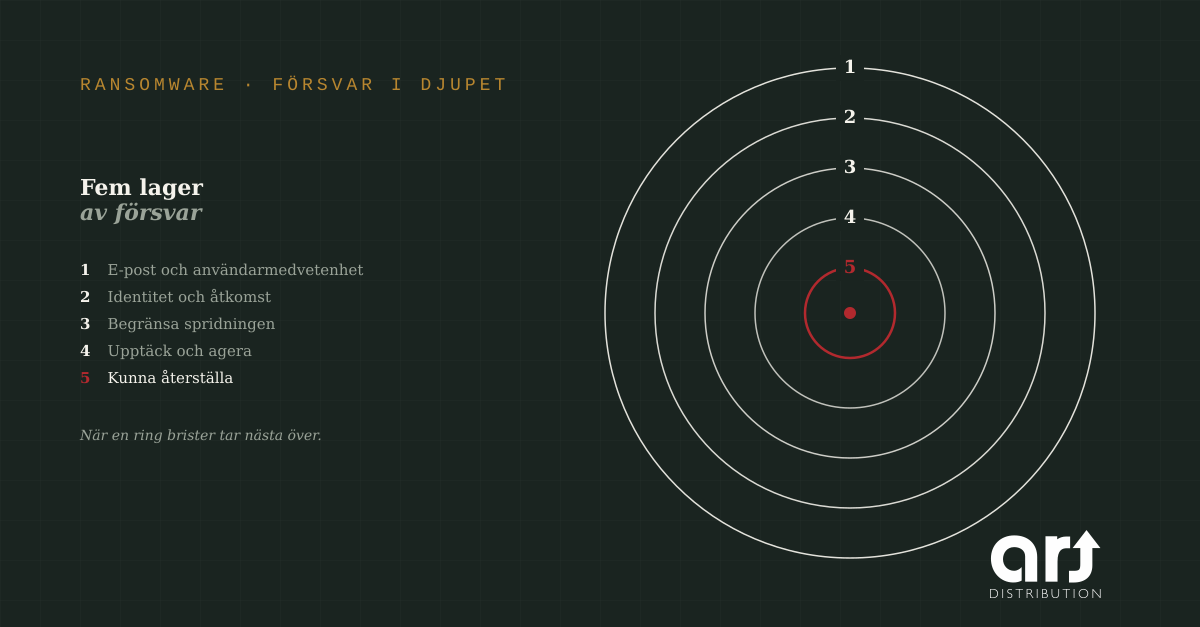 RANSOMWARE · FÖRSVAR I DJUPET
Fem lager
av försvar
1 E-post och användarmedvetenhet
2 Identitet och åtkomst
3 Begränsa spridningen
4 Upptäck och agera
5 Kunna återställa
När en ring brister tar nästa över.
1
2
3
4
5
arj
DISTRIBUTION